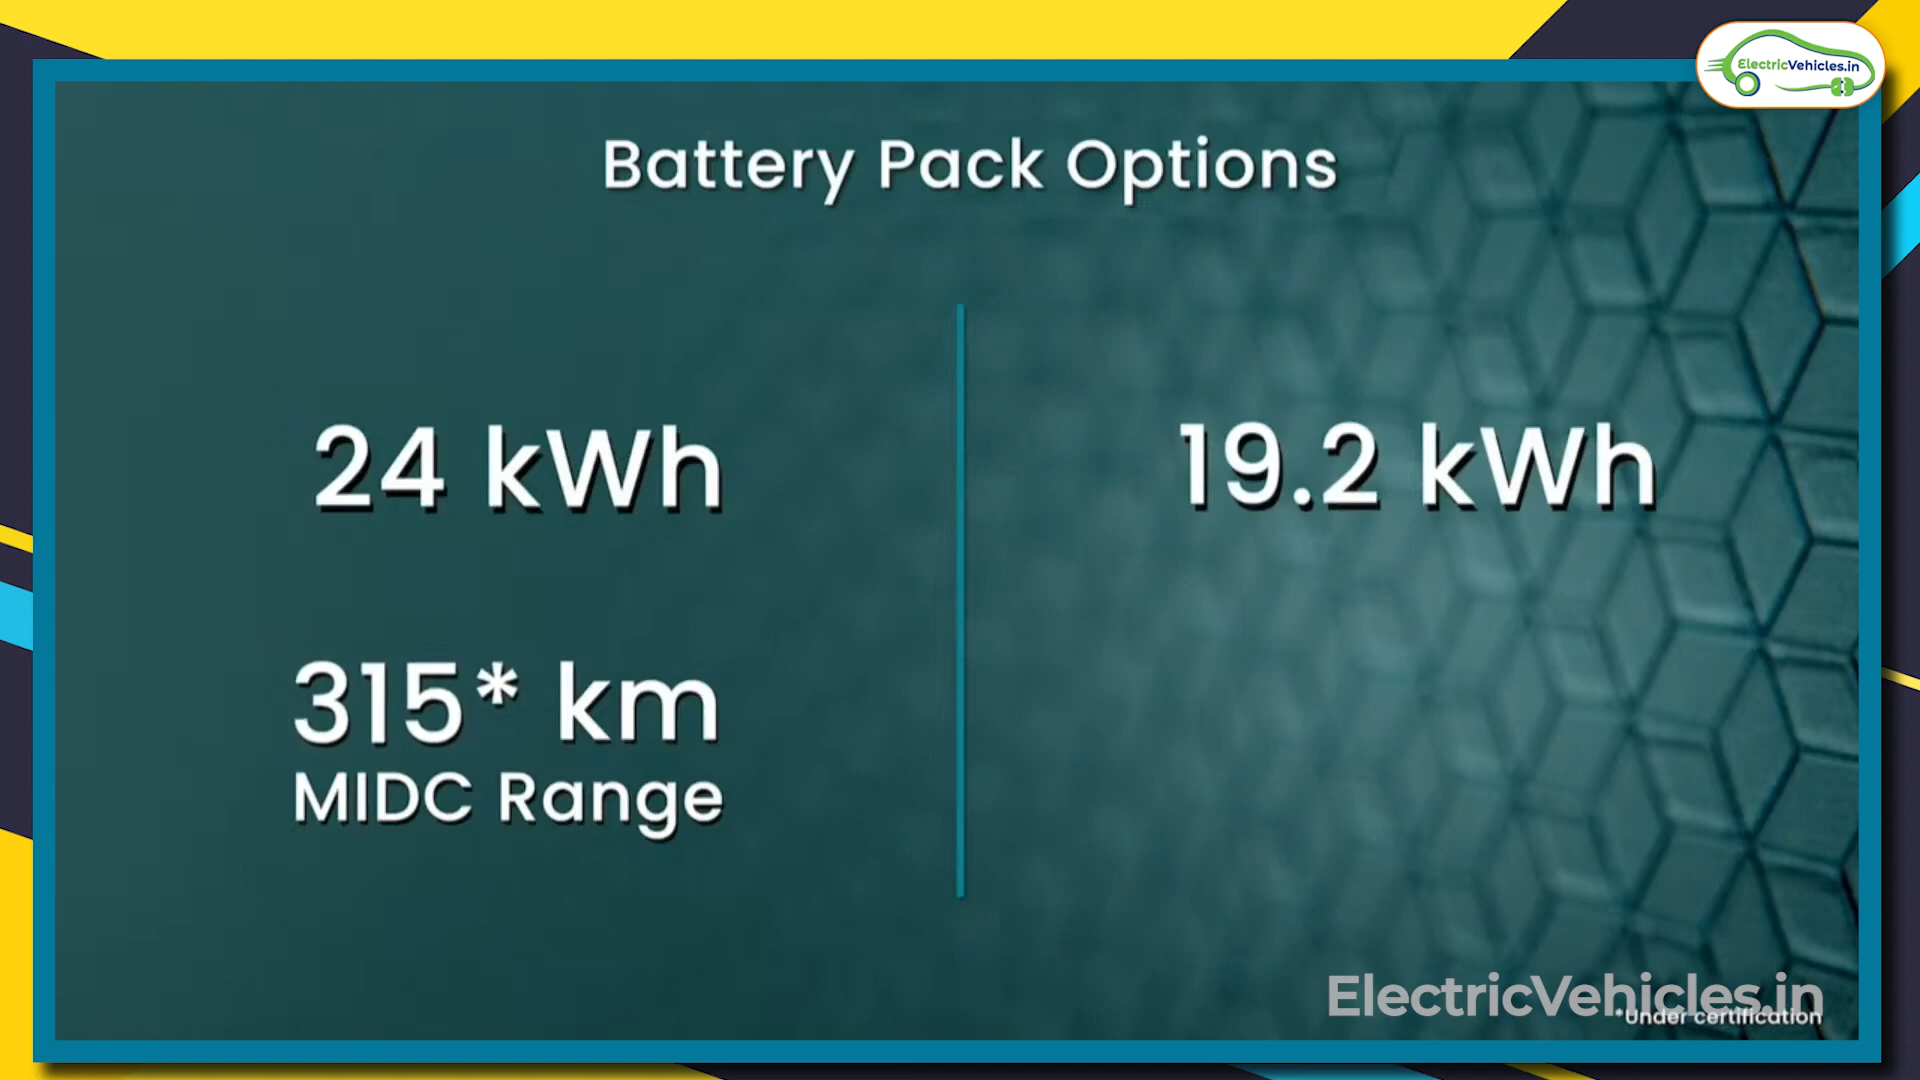 ElectricVehicles.in
Battery Pack Options
24 kWh
315* km
MIDC Range
19.2 kWh
ElectricVehicles.in
*Under certification